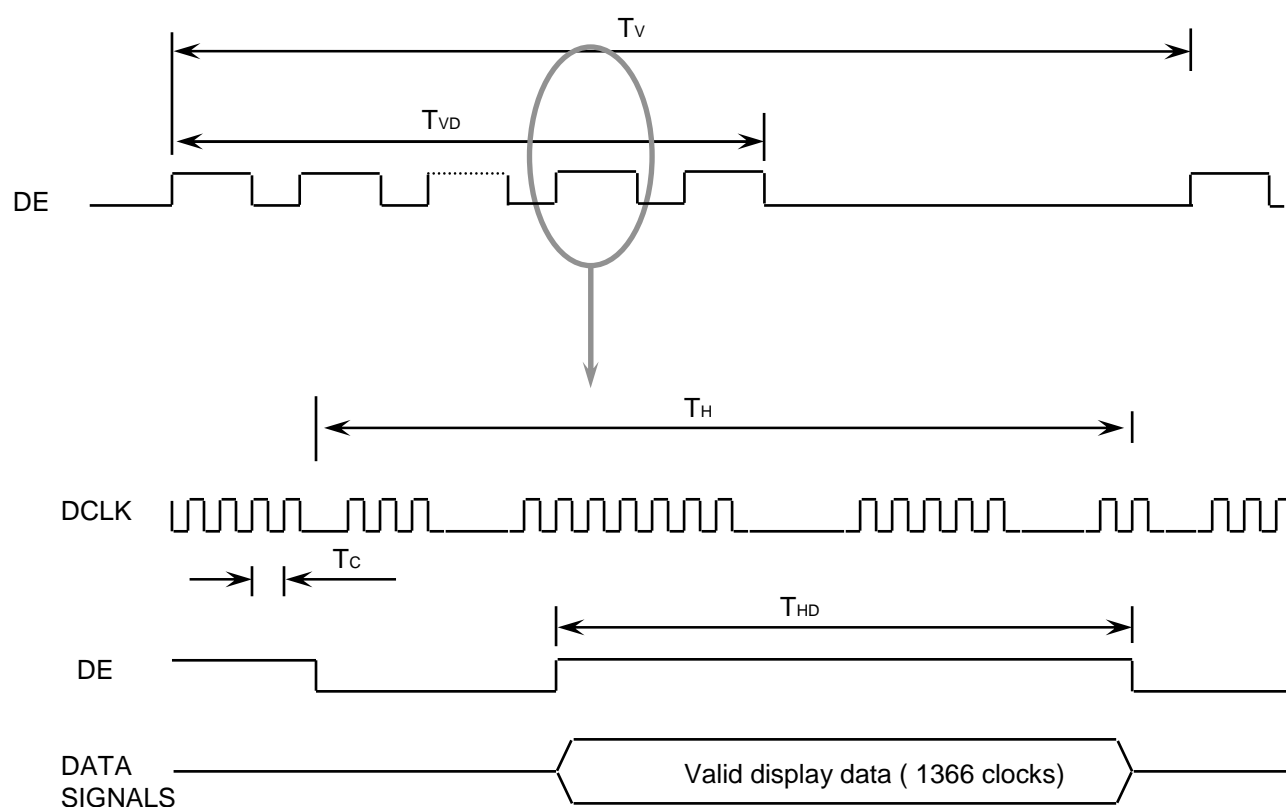 TV
TVD
DE
TH
DCLK
TC
THD
DE
DATA
SIGNALS
Valid display data ( 1366 clocks)